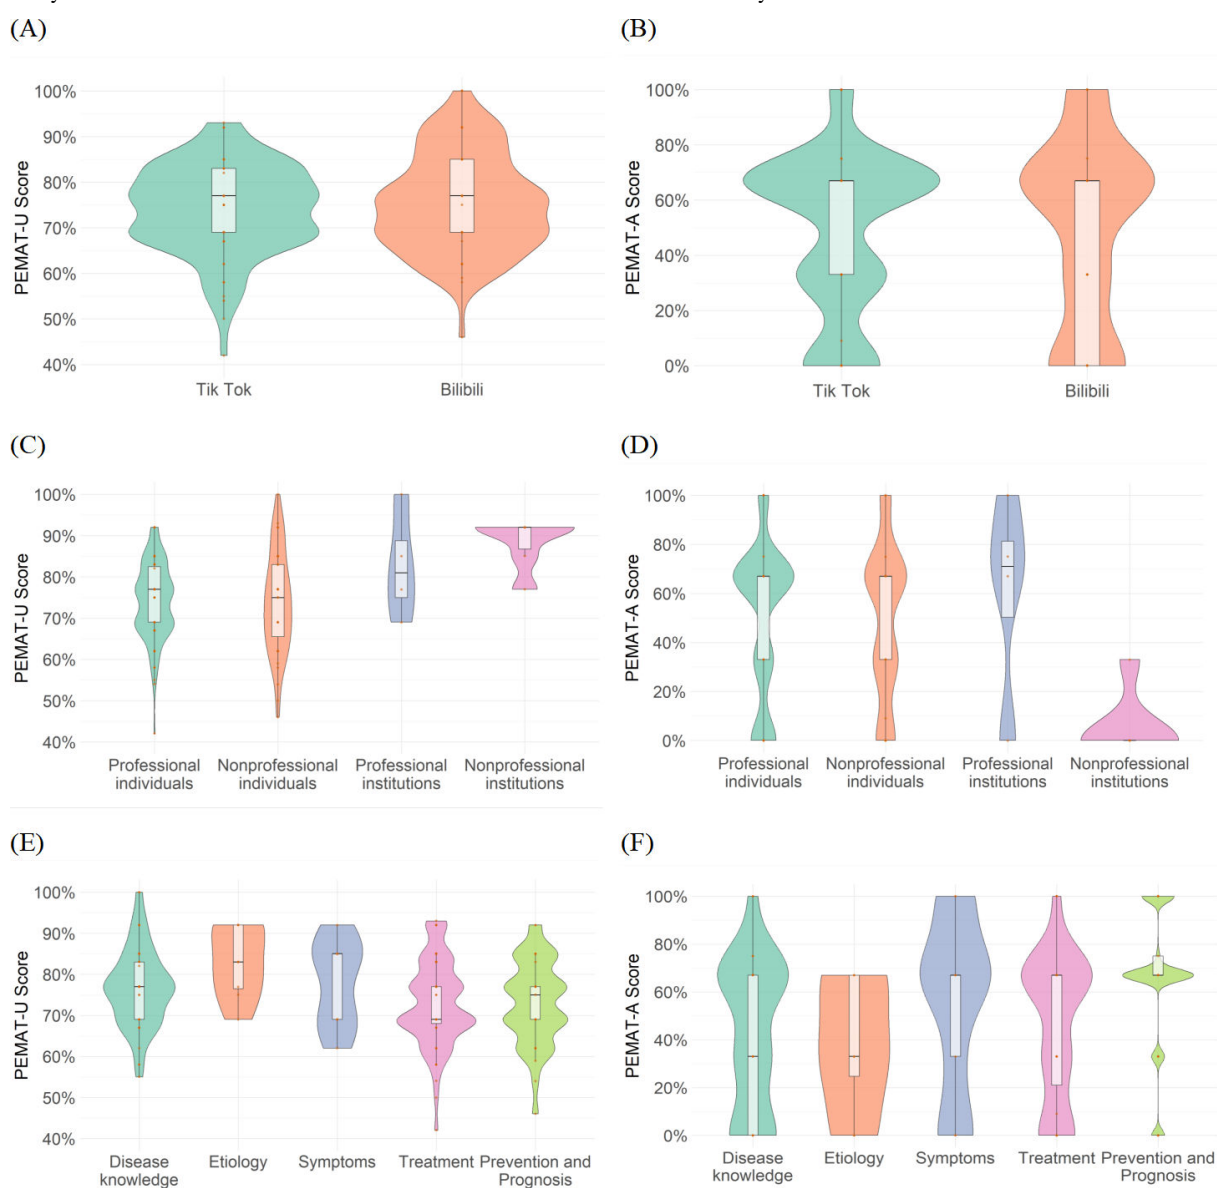 (A)
(B)
PEMAT-U Score
100%
90%
80%
70%
60%
50%
40%
Tik Tok
Bilibili
PEMAT-A Score
100%
80%
60%
40%
20%
0%
Tik Tok
Bilibili
(C)
(D)
PEMAT-U Score
100%
90%
80%
70%
60%
50%
40%
Professional
individuals
Nonprofessional
individuals
Professional
institutions
Nonprofessional
institutions
PEMAT-A Score
100%
80%
60%
40%
20%
0%
Professional
individuals
Nonprofessional
individuals
Professional
institutions
Nonprofessional
institutions
(E)
(F)
PEMAT-U Score
100%
90%
80%
70%
60%
50%
40%
Disease
knowledge
Etiology
Symptoms
Treatment
Prevention and
Prognosis
PEMAT-A Score
100%
80%
60%
40%
20%
0%
Disease
knowledge
Etiology
Symptoms
Treatment
Prevention and
Prognosis